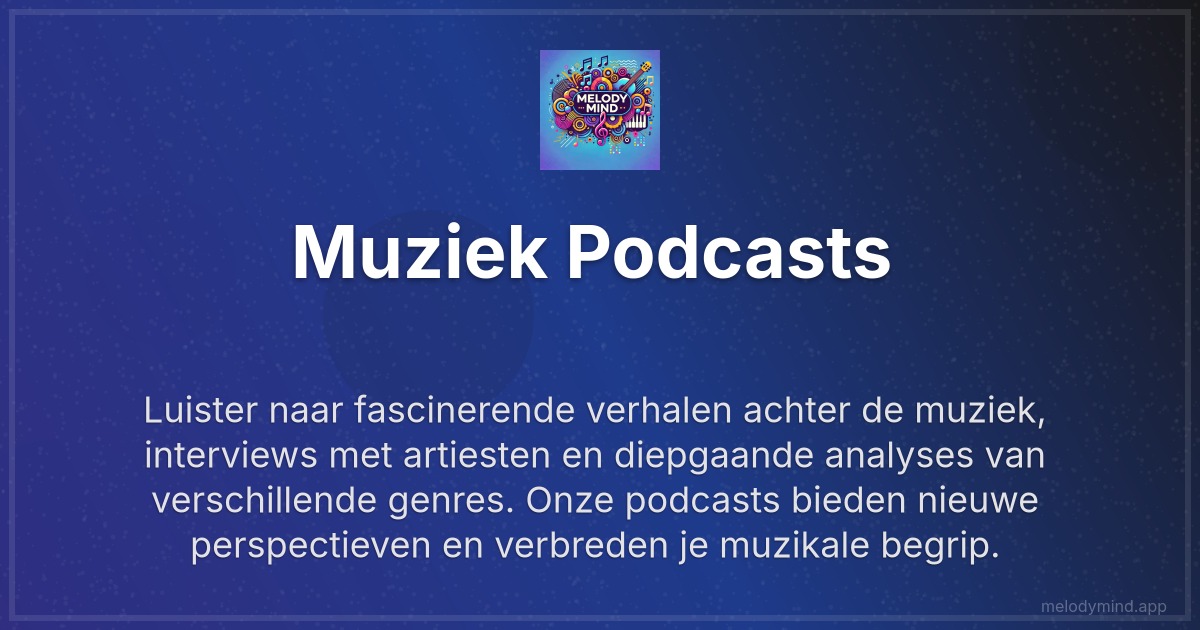 MELODY
MIND
Muziek Podcasts
Luister naar fascinerende verhalen achter de muziek,
interviews met artiesten en diepgaande analyses van
verschillende genres. Onze podcasts bieden nieuwe
perspectieven en verbreden je muzikale begrip.
melodymind.app